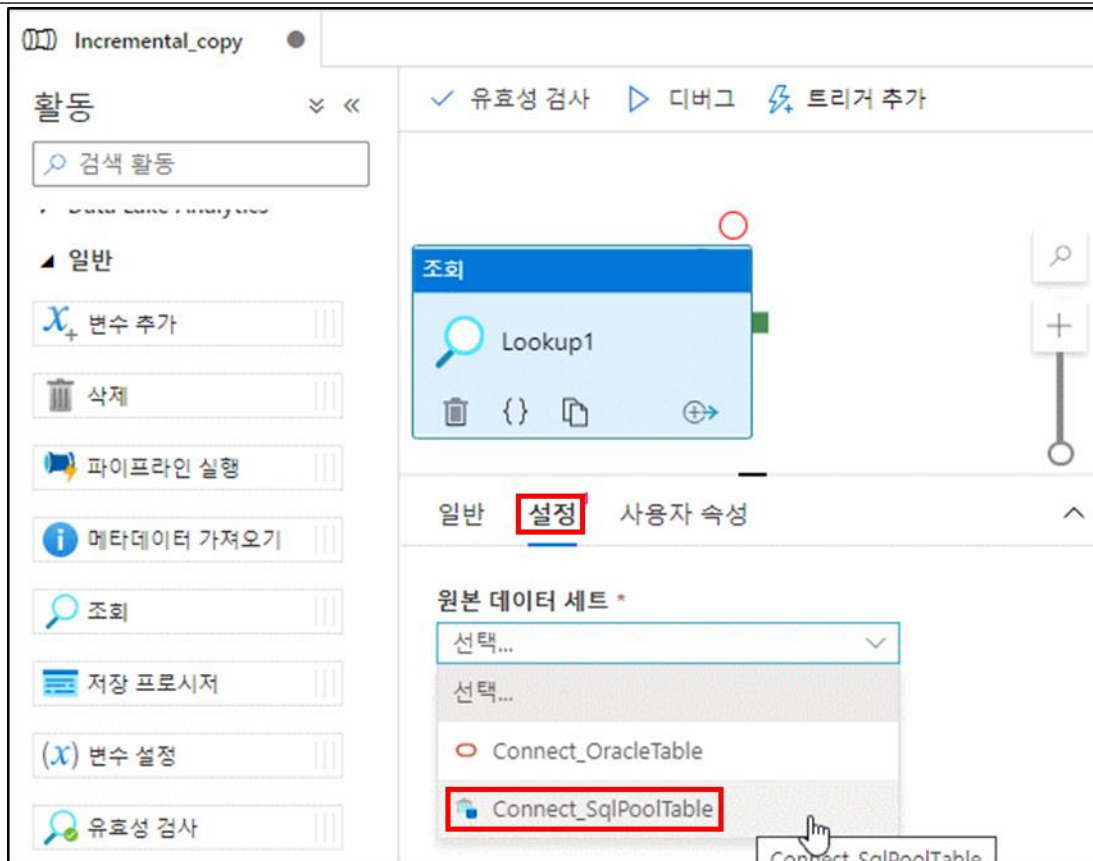 Incremental_copy
활동
검색 활동
Data Lake Analytics
일반
변수 추가
삭제
파이프라인 실행
메타데이터 가져오기
조회
저장 프로시저
(x) 변수 설정
유효성 검사
유효성 검사 디버그 트리거 추가
조회
Lookup1
{}
일반 설정 사용자 속성
원본 데이터 세트 *
선택...
선택...
Connect_OracleTable
Connect_SqlPoolTable
Connect_SqlPoolTable